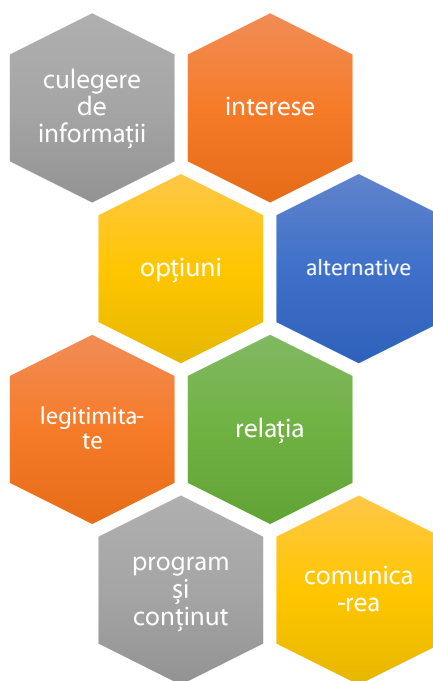 culegere
de
informații
interese
opțiuni
alternative
legitimita-
te
relația
program
și
conținut
comunica
-rea